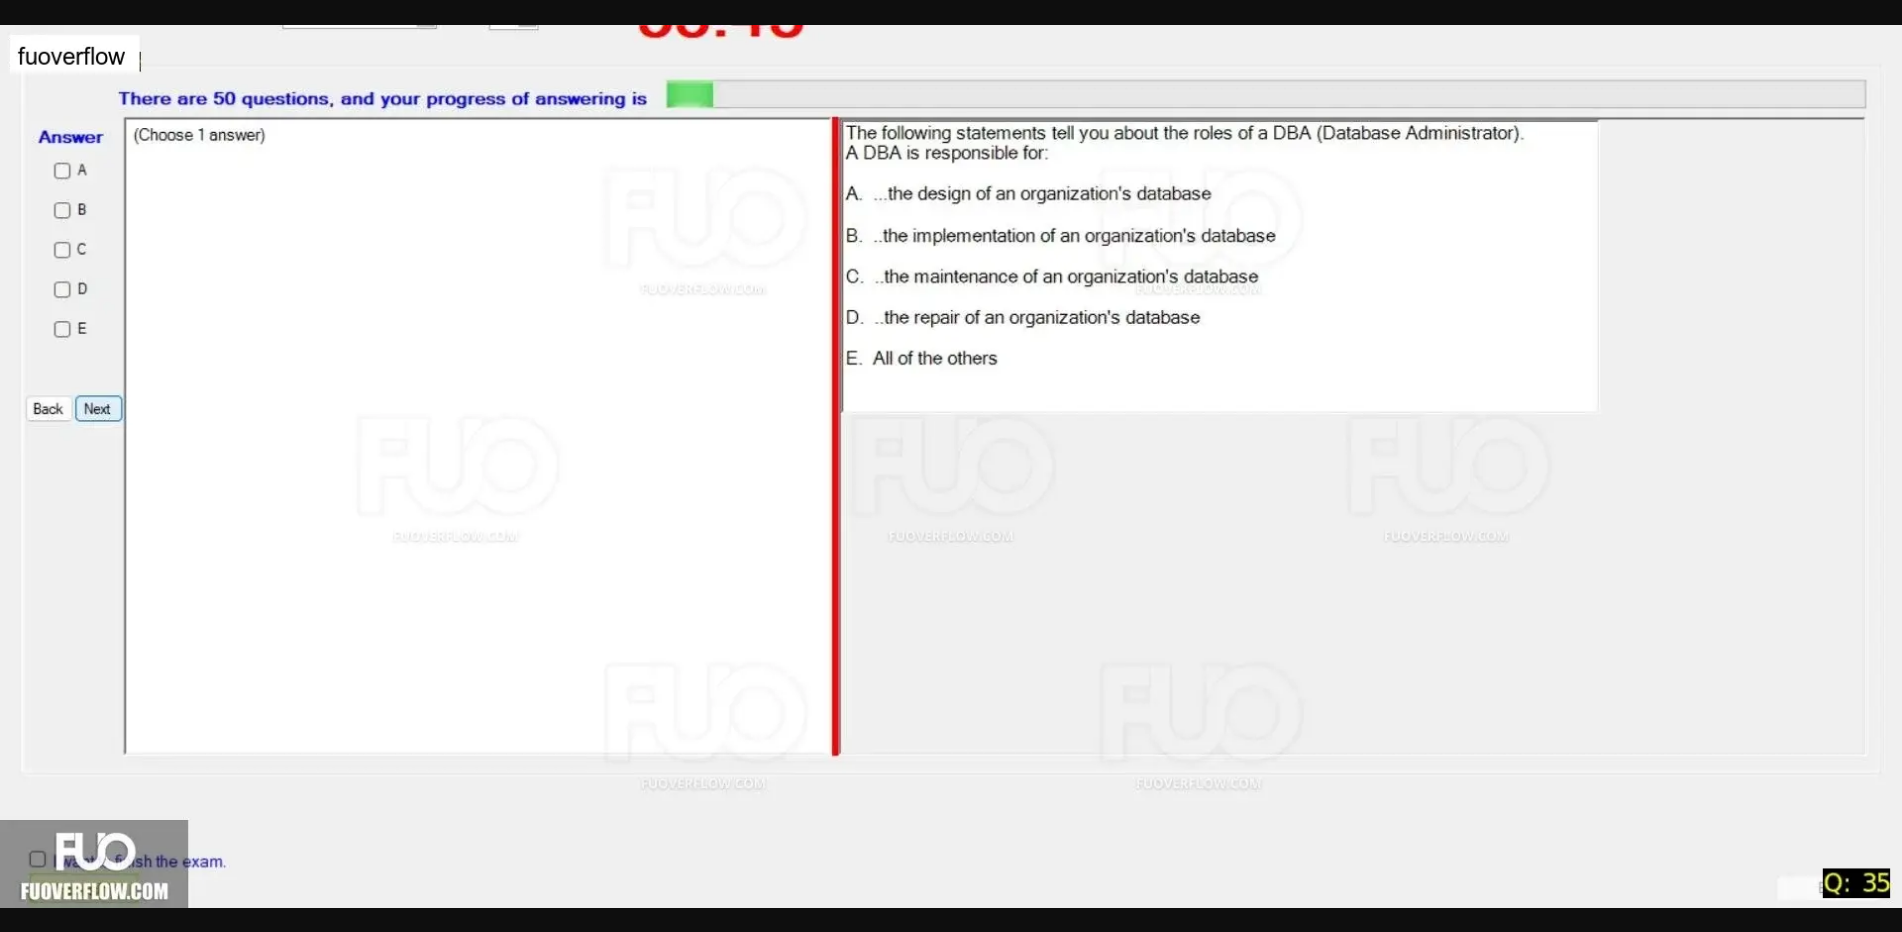 fuoverflow
There are 50 questions, and your progress of answering is
Answer
(Choose 1 answer)
A
B
C
D
E
Back
Next
The following statements tell you about the roles of a DBA (Database Administrator).
A DBA is responsible for:
A. ...the design of an organization's database
B. ..the implementation of an organization's database
C. ..the maintenance of an organization's database
D. ..the repair of an organization's database
E. All of the others
FUO
FUOVERFLOW.COM
FUO
FUOVERFLOW.COM
FUO
FUOVERFLOW.COM
FUO
FUOVERFLOW.COM
FUO
FUOVERFLOW.COM
FUO
FUOVERFLOW.COM
FUO
FUOVERFLOW.COM
the exam.
FUO
FUOVERFLOW.COM
Q: 35